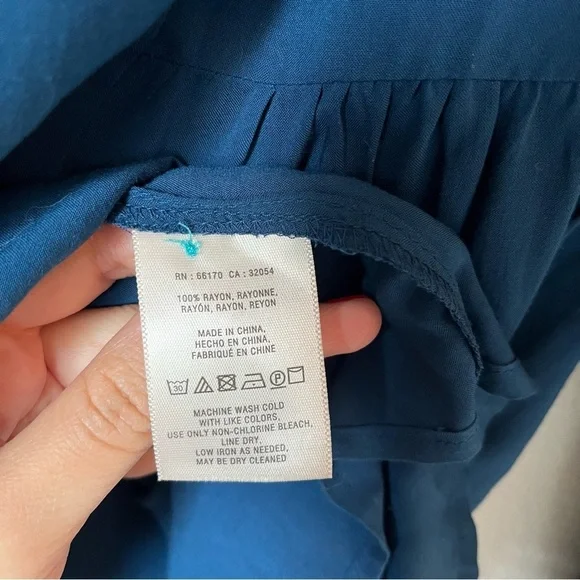 RN : 66170 CA : 32054
100% RAYON, RAYONNE,
RAYÓN, RAYON, REYON
MADE IN CHINA,
HECHO EN CHINA,
FABRIQUÉ EN CHINE
30 P
MACHINE WASH COLD
WITH LIKE COLORS.
USE ONLY NON-CHLORINE BLEACH,
LINE DRY.
LOW IRON AS NEEDED,
MAY BE DRY CLEANED